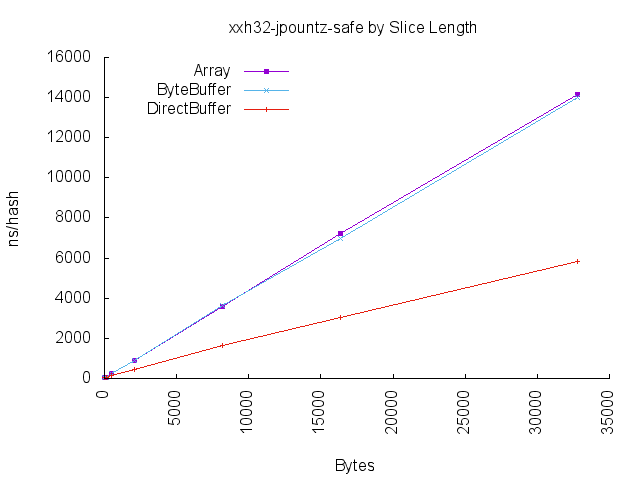 xxh32-jpountz-safe by Slice Length
16000
14000
12000
10000
8000
6000
4000
2000
0
ns/hash
Array
ByteBuffer
DirectBuffer
0
5000
10000
15000
20000
25000
30000
35000
Bytes